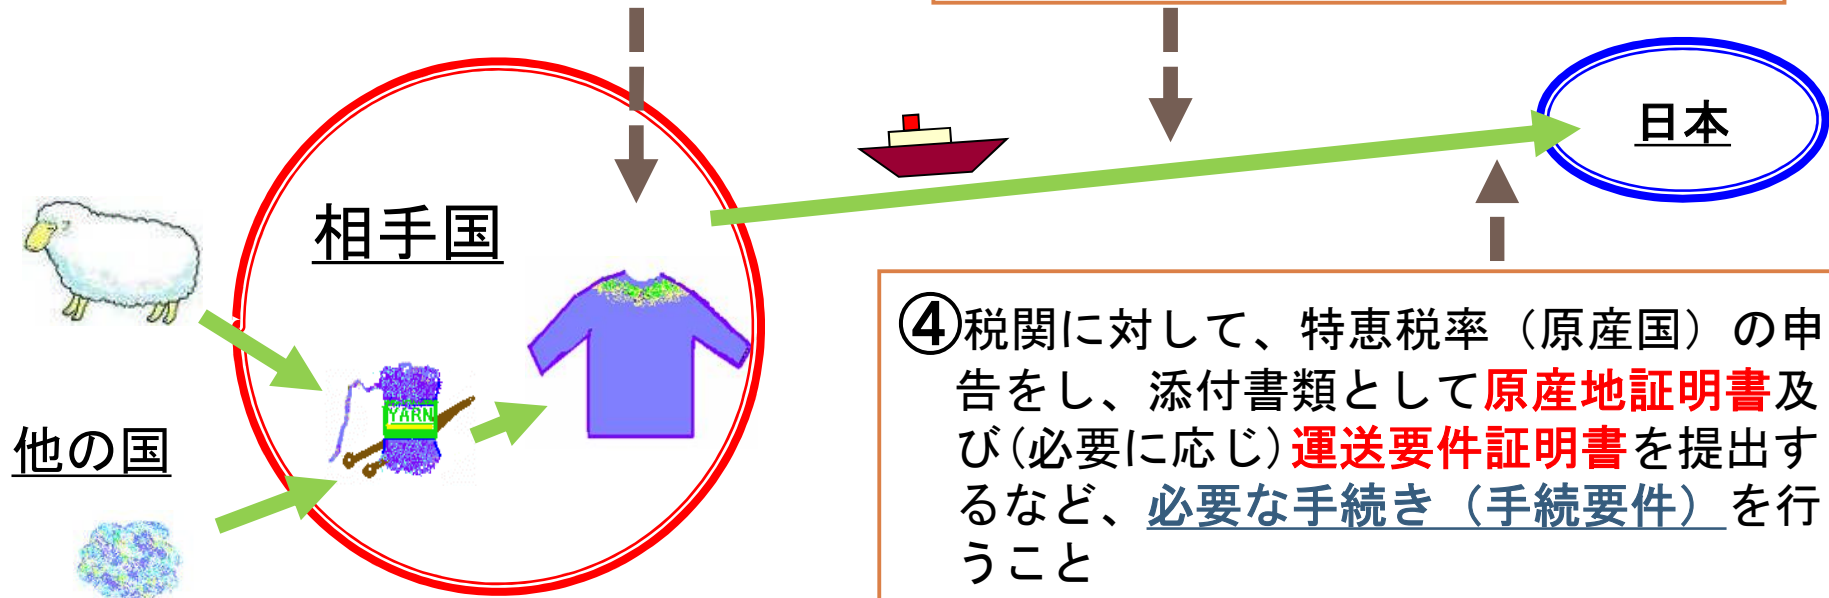 日本
相手国
YARN
他の国
④税関に対して、特恵税率（原産国）の申
告をし、添付書類として原産地証明書及
び(必要に応じ)運送要件証明書を提出す
るなど、必要な手続き（手続要件）を行
うこと